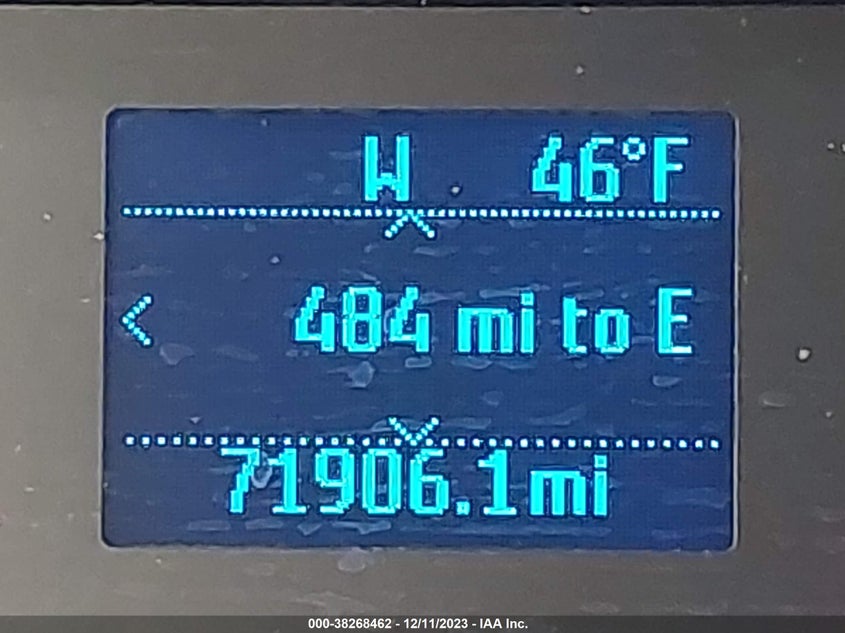 W 46°F
484 mi to E
71906.1mi
000-38268462 - 12/11/2023 - IAA Inc.